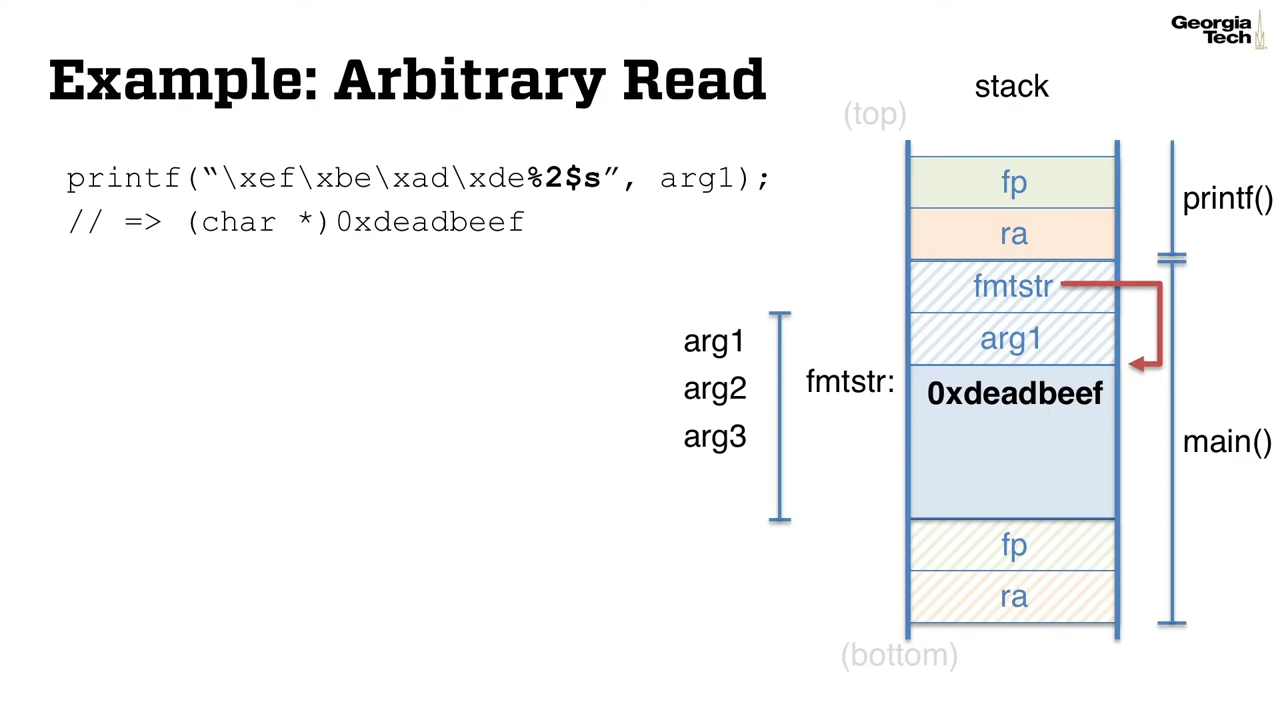 Georgia
Tech
Example: Arbitrary Read
printf(“\xef\xbe\xad\xde%2$s”, arg1);
// => (char *)0xdeadbeef
stack
(top)
fp
ra
printf()
fmtstr
arg1
arg1
arg2
arg3
fmtstr:
0xdeadbeef
main()
fp
ra
(bottom)